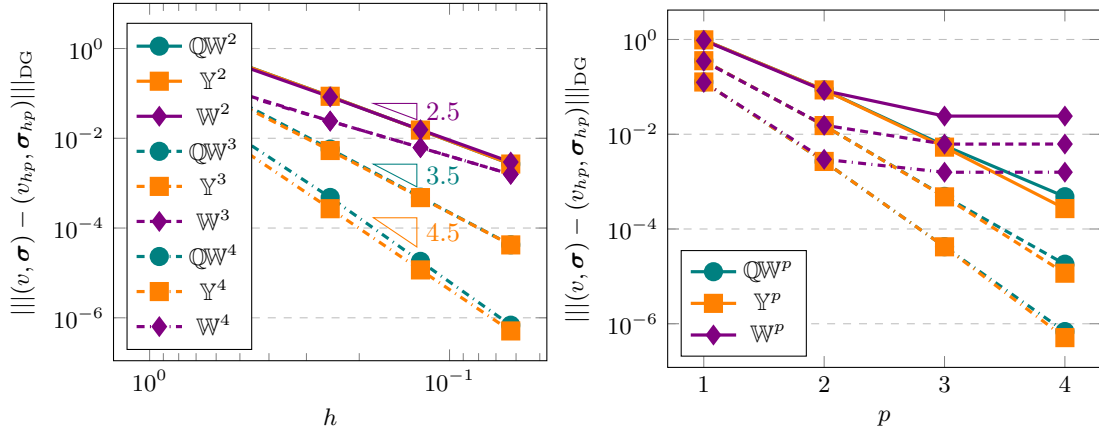 |||(v, σ) − (v_{hp}, σ_{hp})|||_{DG}
10^0
10^{−2}
10^{−4}
10^{−6}
ℚ𝕎^2
𝕐^2
𝕎^2
ℚ𝕎^3
𝕐^3
𝕎^3
ℚ𝕎^4
𝕐^4
𝕎^4
2.5
3.5
4.5
10^0
10^{−1}
h
|||(v, σ) − (v_{hp}, σ_{hp})|||_{DG}
10^0
10^{−2}
10^{−4}
10^{−6}
ℚ𝕎^p
𝕐^p
𝕎^p
1 2 3 4
p